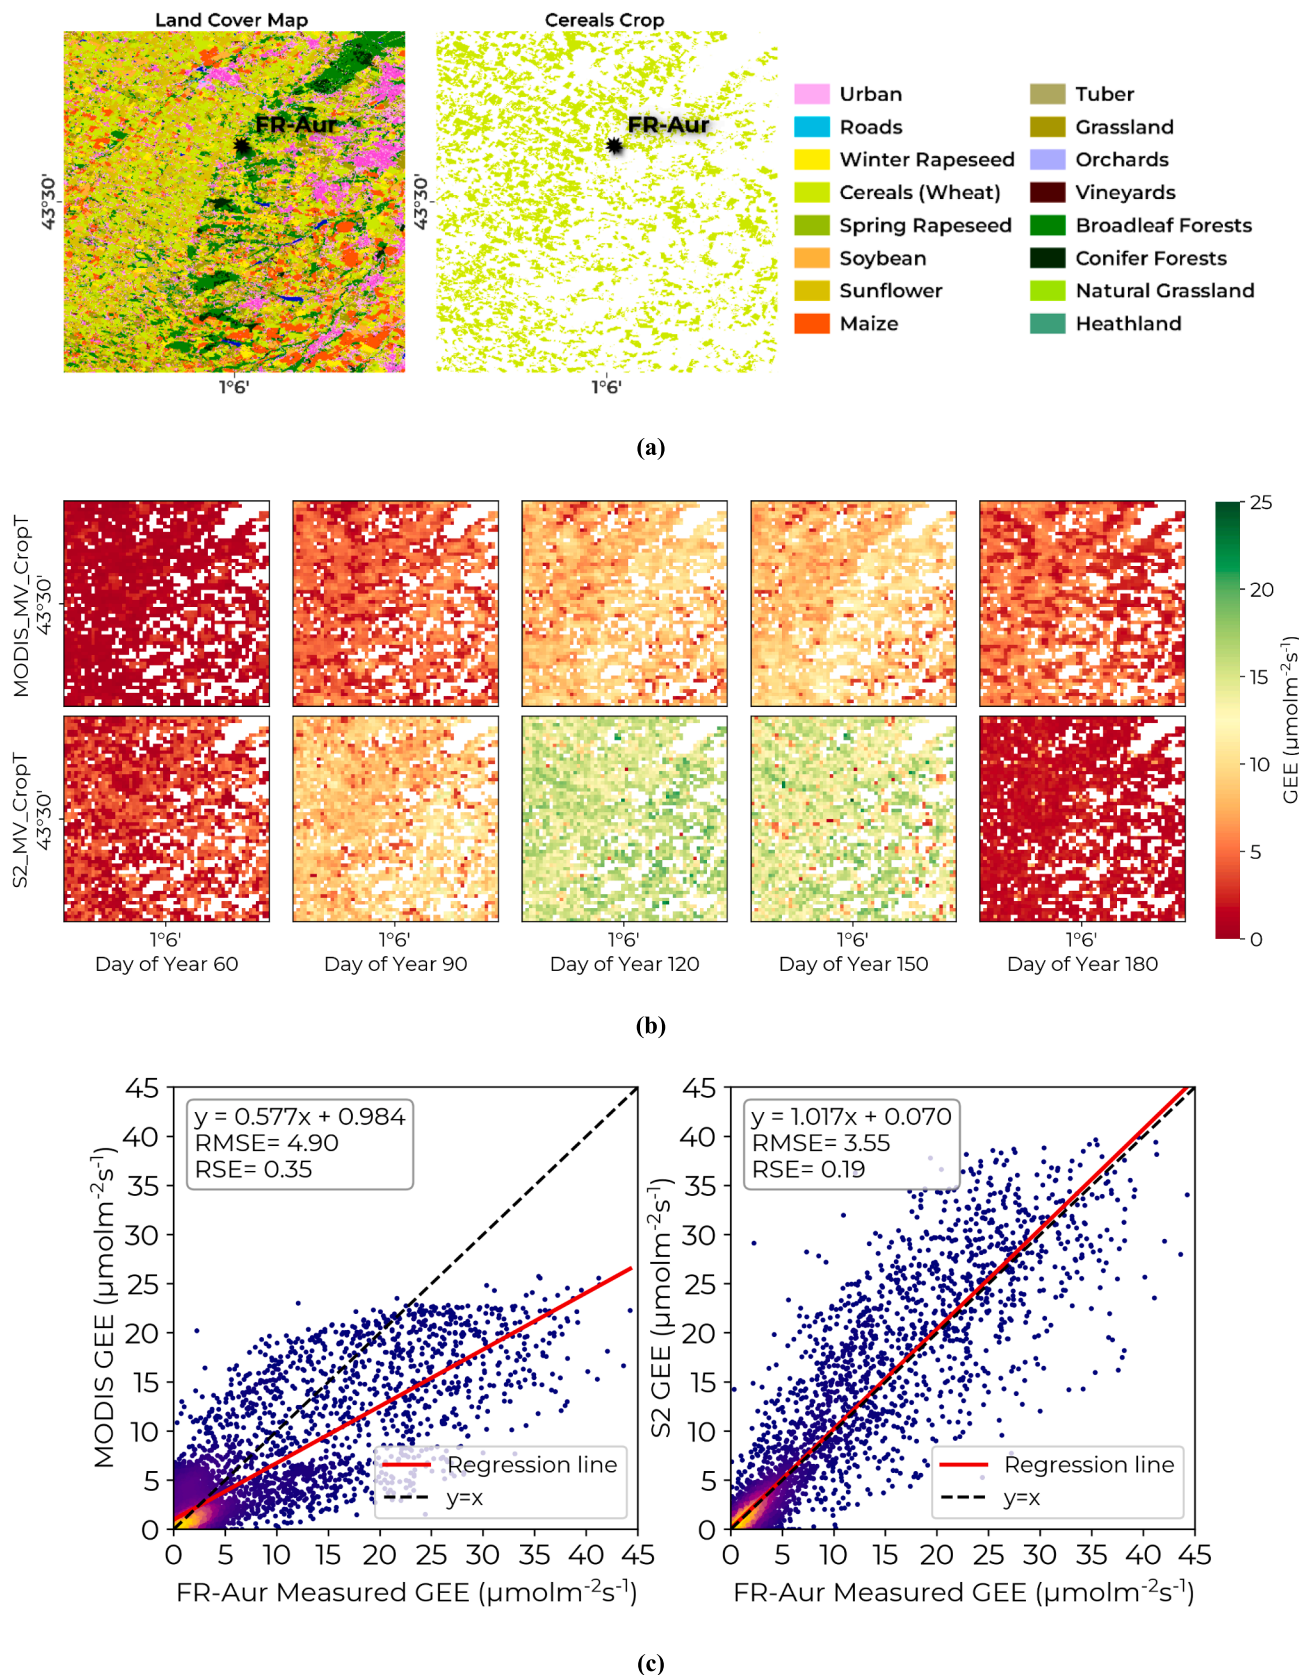 Land Cover Map
Cereals Crop
FR-Aur
FR-Aur
43°30'
43°30'
1°6'
1°6'
Urban
Roads
Winter Rapeseed
Cereals (Wheat)
Spring Rapeseed
Soybean
Sunflower
Maize
Tuber
Grassland
Orchards
Vineyards
Broadleaf Forests
Conifer Forests
Natural Grassland
Heathland
(a)
MODIS_MV_CropT
43°30'
S2_MV_CropT
43°30'
1°6'
1°6'
1°6'
1°6'
1°6'
Day of Year 60
Day of Year 90
Day of Year 120
Day of Year 150
Day of Year 180
25
20
15
10
5
0
GEE (μmolm⁻²s⁻¹)
(b)
y = 0.577x + 0.984
RMSE= 4.90
RSE= 0.35
45
40
35
30
25
20
15
10
5
0
MODIS GEE (μmolm⁻²s⁻¹)
Regression line
y=x
0 5 10 15 20 25 30 35 40 45
FR-Aur Measured GEE (μmolm⁻²s⁻¹)
y = 1.017x + 0.070
RMSE= 3.55
RSE= 0.19
45
40
35
30
25
20
15
10
5
0
S2 GEE (μmolm⁻²s⁻¹)
Regression line
y=x
0 5 10 15 20 25 30 35 40 45
FR-Aur Measured GEE (μmolm⁻²s⁻¹)
(c)